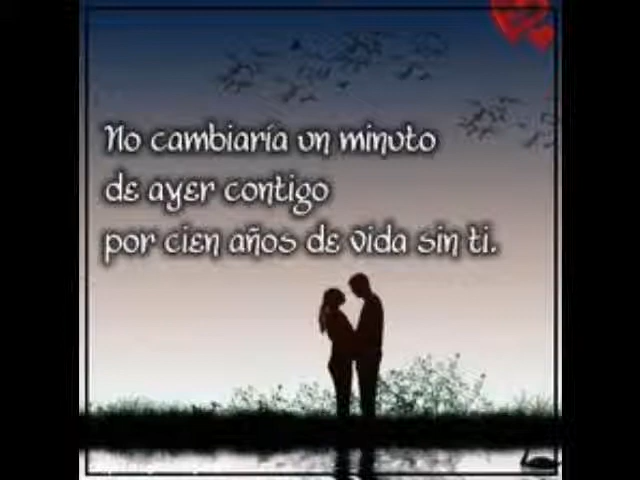 No cambiaría un minuto
de ayer contigo
por cien años de vida sin ti.